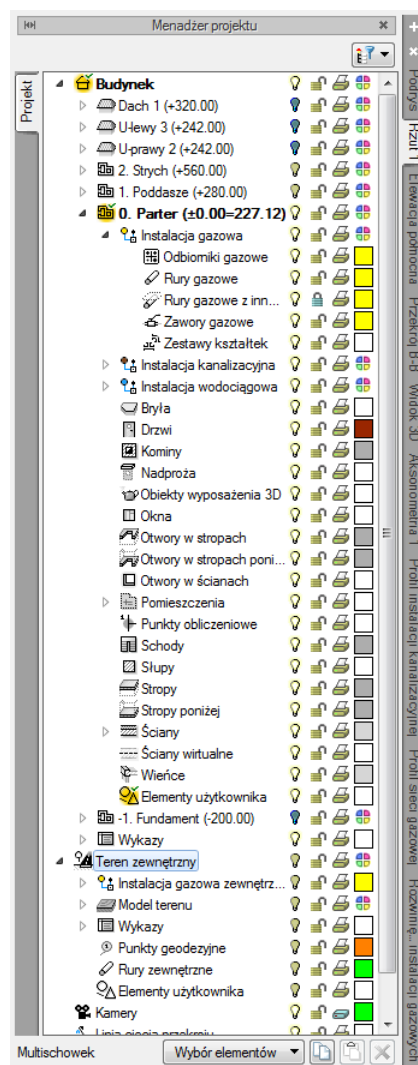 Menadżer projektu
Projekt
Budynek
Dach 1 (+320.00)
U-lewy 3 (+242.00)
U-prawy 2 (+242.00)
2. Strych (+560.00)
1. Poddasze (+280.00)
0. Parter (±0.00=227.12)
Instalacja gazowa
Odbiorniki gazowe
Rury gazowe
Rury gazowe z inn...
Zawory gazowe
Zestawy kształtek
Instalacja kanalizacyjna
Instalacja wodociągowa
Bryła
Drzwi
Kominy
Nadproża
Obiekty wyposażenia 3D
Okna
Otwory w stropach
Otwory w stropach poni...
Otwory w ścianach
Pomieszczenia
Punkty obliczeniowe
Schody
Słupy
Stropy
Stropy poniżej
Ściany
Ściany wirtualne
Wieńce
Elementy użytkownika
-1. Fundament (-200.00)
Wykazy
Teren zewnętrzny
Instalacja gazowa zewnętrz...
Model terenu
Wykazy
Punkty geodezyjne
Rury zewnętrzne
Elementy użytkownika
Kamery
Linia cięcia przekroju
Multischowek
Wybór elementów
Podrys
Rzut 1
Elewacja północna
Przekrój B-B
Widok 3D
Aksonometria 1
Profil instalacji kanalizacyjnej
Profil sieci gazowej
Rozwinię... instalacji gazowych